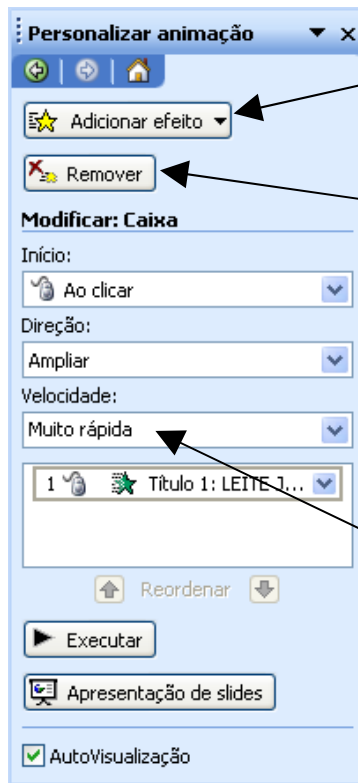 Personalizar animação
Adicionar efeito
Remover
Modificar: Caixa
Início:
Ao clicar
Direção:
Ampliar
Velocidade:
Muito rápida
1 Título 1: LEITE J...
Reordenar
Executar
Apresentação de slides
AutoVisualização